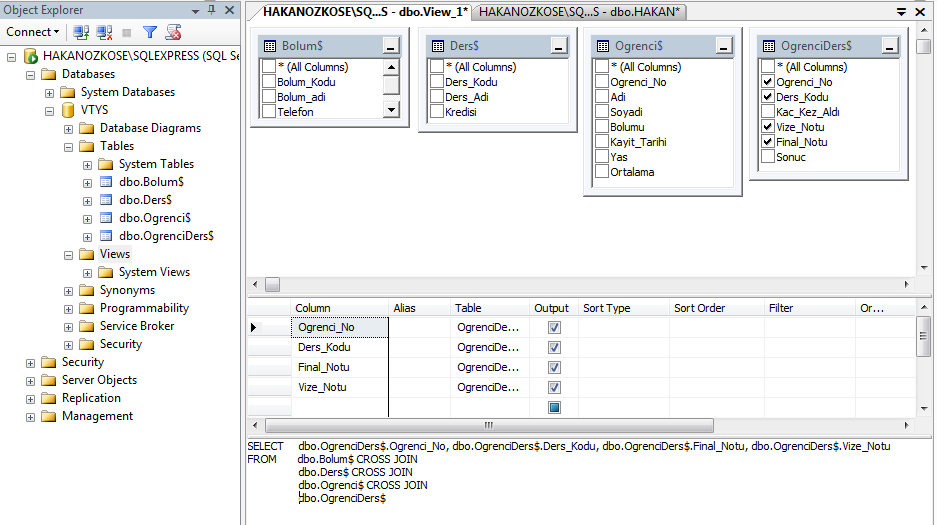 Object Explorer
Connect
HAKANOZKOSE\SQLEXPRESS (SQL Se
Databases
System Databases
VTYS
Database Diagrams
Tables
System Tables
dbo.Bolum$
dbo.Ders$
dbo.Ogrenci$
dbo.OgrenciDers$
Views
System Views
Synonyms
Programmability
Service Broker
Security
Security
Server Objects
Replication
Management
HAKANOZKOSE\SQ...S - dbo.View_1*
HAKANOZKOSE\SQ...S - dbo.HAKAN*
Bolum$
* (All Columns)
Bolum_Kodu
Bolum_adi
Telefon
Ders$
* (All Columns)
Ders_Kodu
Ders_Adi
Kredisi
Ogrenci$
* (All Columns)
Ogrenci_No
Adi
Soyadi
Bolumu
Kayit_Tarihi
Yas
Ortalama
OgrenciDers$
* (All Columns)
Ogrenci_No
Ders_Kodu
Kac_Kez_Aldi
Vize_Notu
Final_Notu
Sonuc
Column Alias Table Output Sort Type Sort Order Filter Or...
Ogrenci_No OgrenciDe...
Ders_Kodu OgrenciDe...
Final_Notu OgrenciDe...
Vize_Notu OgrenciDe...
SELECT dbo.OgrenciDers$.Ogrenci_No, dbo.OgrenciDers$.Ders_Kodu, dbo.OgrenciDers$.Final_Notu, dbo.OgrenciDers$.Vize_Notu
FROM dbo.Bolum$ CROSS JOIN
dbo.Ders$ CROSS JOIN
dbo.Ogrenci$ CROSS JOIN
dbo.OgrenciDers$